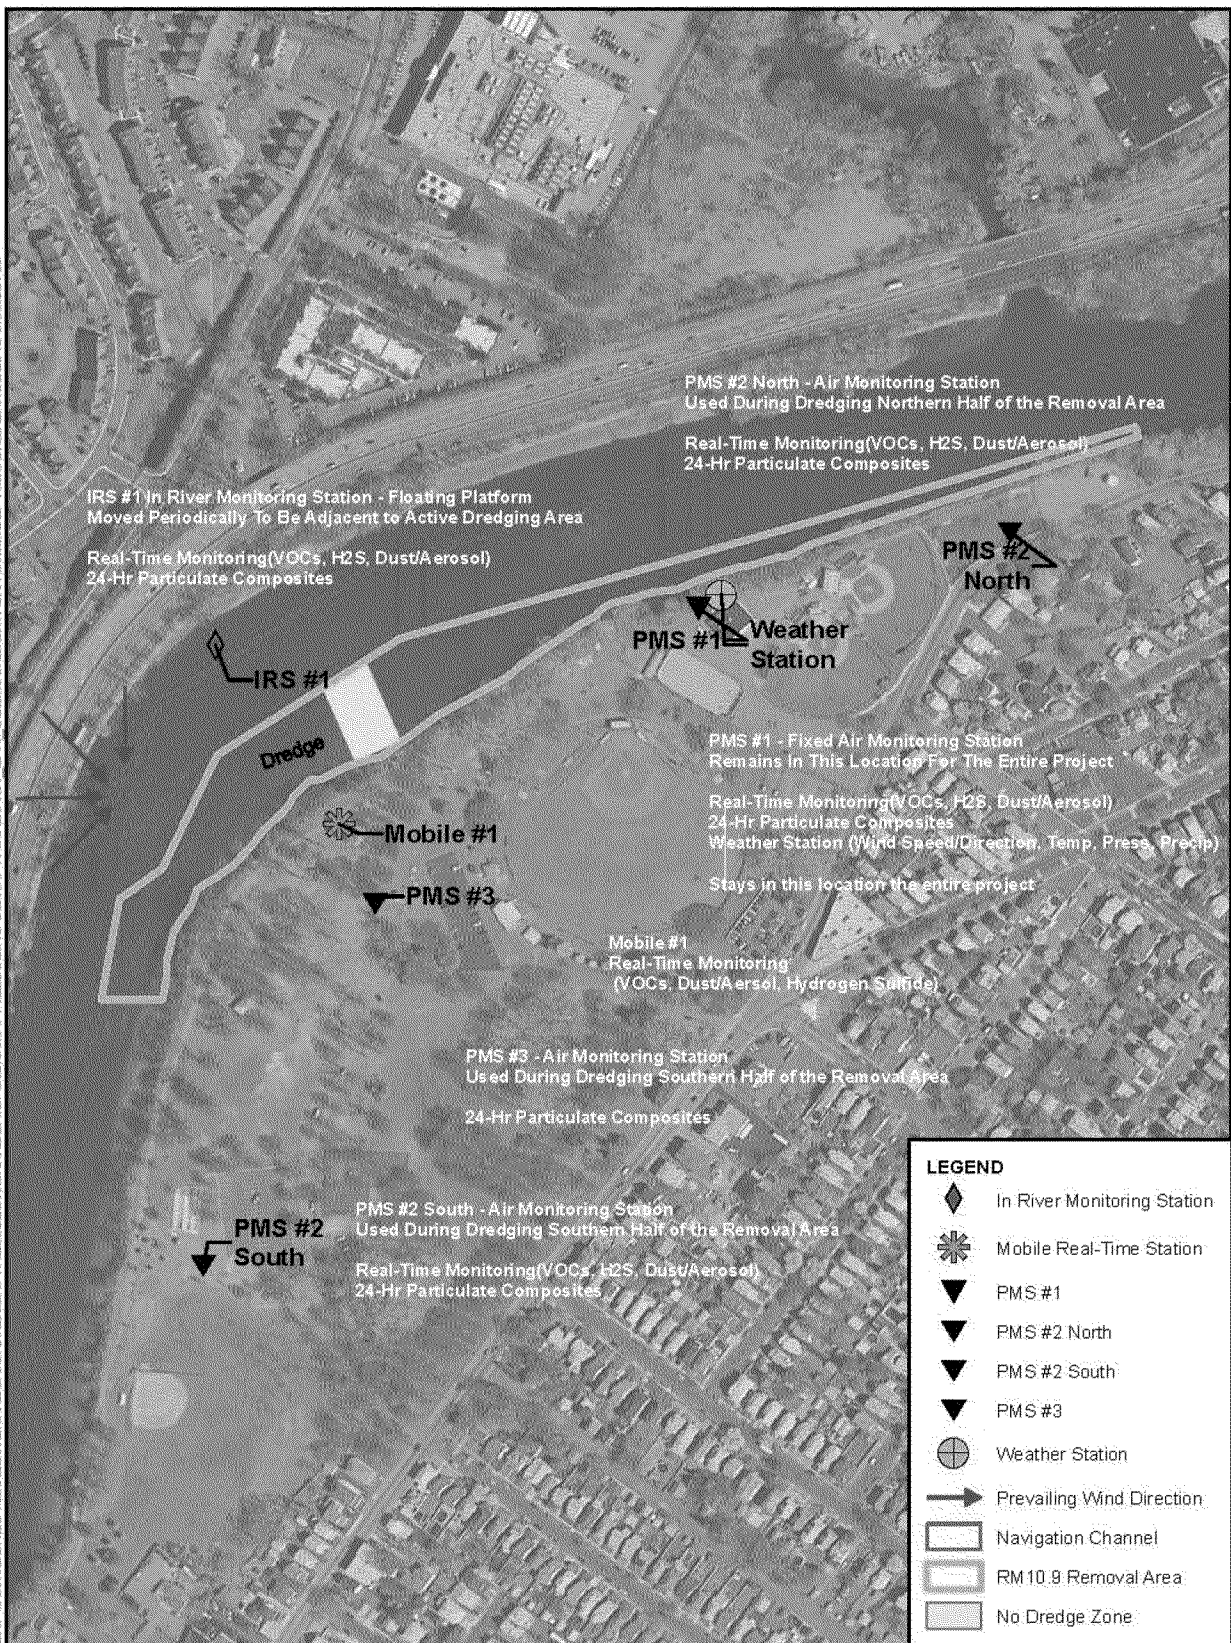 PMS #2 North - Air Monitoring Station
Used During Dredging Northern Half of the Removal Area
Real-Time Monitoring(VOCs, H2S, Dust/Aerosol)
24-Hr Particulate Composites
IRS #1 In River Monitoring Station - Floating Platform
Moved Periodically To Be Adjacent to Active Dredging Area
Real-Time Monitoring(VOCs, H2S, Dust/Aerosol)
24-Hr Particulate Composites
PMS #2
North
PMS #1
Weather
Station
IRS #1
Dredge
PMS #1 - Fixed Air Monitoring Station
Remains In This Location For The Entire Project
Real-Time Monitoring(VOCs, H2S, Dust/Aerosol)
24-Hr Particulate Composites
Weather Station (Wind Speed/Direction, Temp, Press, Precip)
Stays in this location the entire project
Mobile #1
PMS #3
Mobile #1
Real-Time Monitoring
(VOCs, Dust/Aersol, Hydrogen Sulfide)
PMS #3 - Air Monitoring Station
Used During Dredging Southern Half of the Removal Area
24-Hr Particulate Composites
PMS #2
South
PMS #2 South - Air Monitoring Station
Used During Dredging Southern Half of the Removal Area
Real-Time Monitoring(VOCs, H2S, Dust/Aerosol)
24-Hr Particulate Composites
LEGEND
In River Monitoring Station
Mobile Real-Time Station
PMS #1
PMS #2 North
PMS #2 South
PMS #3
Weather Station
Prevailing Wind Direction
Navigation Channel
RM10.9 Removal Area
No Dredge Zone